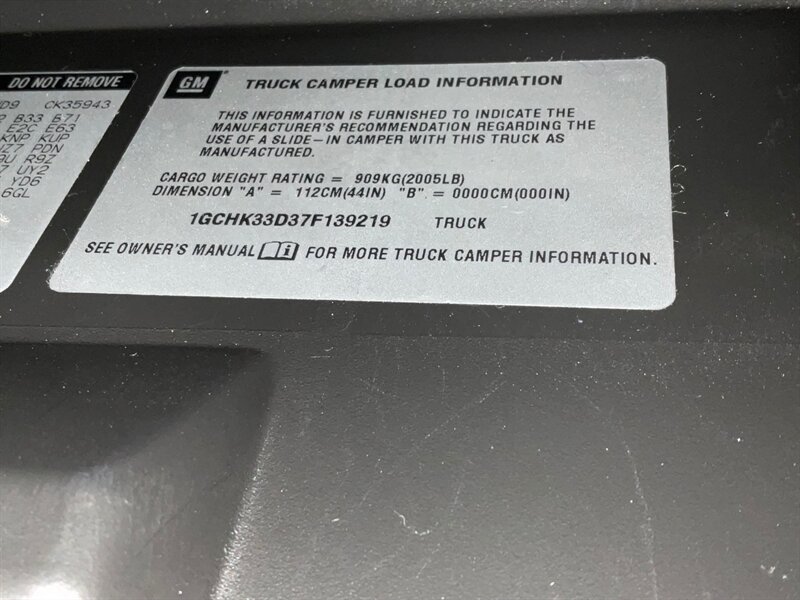 DO NOT REMOVE
CK35943
B33 B71
E2C E63
KNP KUP
PDN
R9Z
UY2
YD6
6GL
GM
TRUCK CAMPER LOAD INFORMATION
THIS INFORMATION IS FURNISHED TO INDICATE THE
MANUFACTURER'S RECOMMENDATION REGARDING THE
USE OF A SLIDE-IN CAMPER WITH THIS TRUCK AS
MANUFACTURED.
CARGO WEIGHT RATING = 909KG(2005LB)
DIMENSION "A" = 112CM(44IN) "B" = 0000CM(000IN)
1GCHK33D37F139219 TRUCK
SEE OWNER'S MANUAL FOR MORE TRUCK CAMPER INFORMATION.